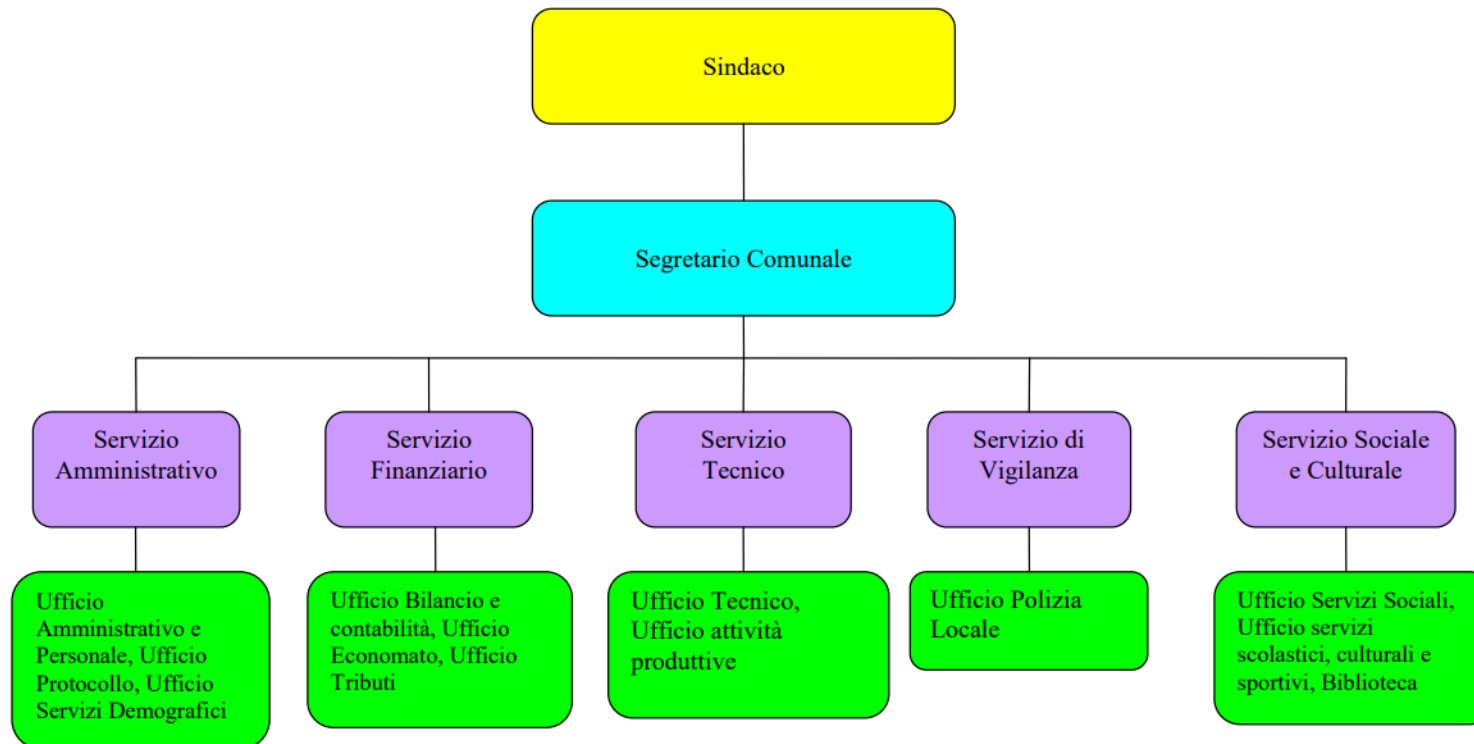 Sindaco
Segretario Comunale
Servizio
Amministrativo
Servizio
Finanziario
Servizio
Tecnico
Servizio di
Vigilanza
Servizio Sociale
e Culturale
Ufficio
Amministrativo e
Personale, Ufficio
Protocollo, Ufficio
Servizi Demografici
Ufficio Bilancio e
contabilità, Ufficio
Economato, Ufficio
Tributi
Ufficio Tecnico,
Ufficio attività
produttive
Ufficio Polizia
Locale
Ufficio Servizi Sociali,
Ufficio servizi
scolastici, culturali e
sportivi, Biblioteca